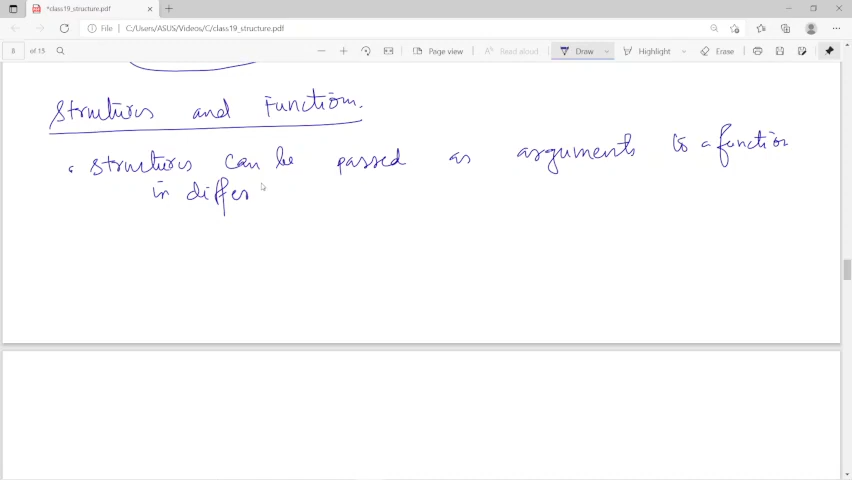 *class19_structure.pdf
File
C:/Users/ASUS/Videos/C/class19_structure.pdf
8 of 13
Page view
Read aloud
Draw
Highlight
Erase
Structures and Function.
Structures can be passed as arguments to a function
in differ